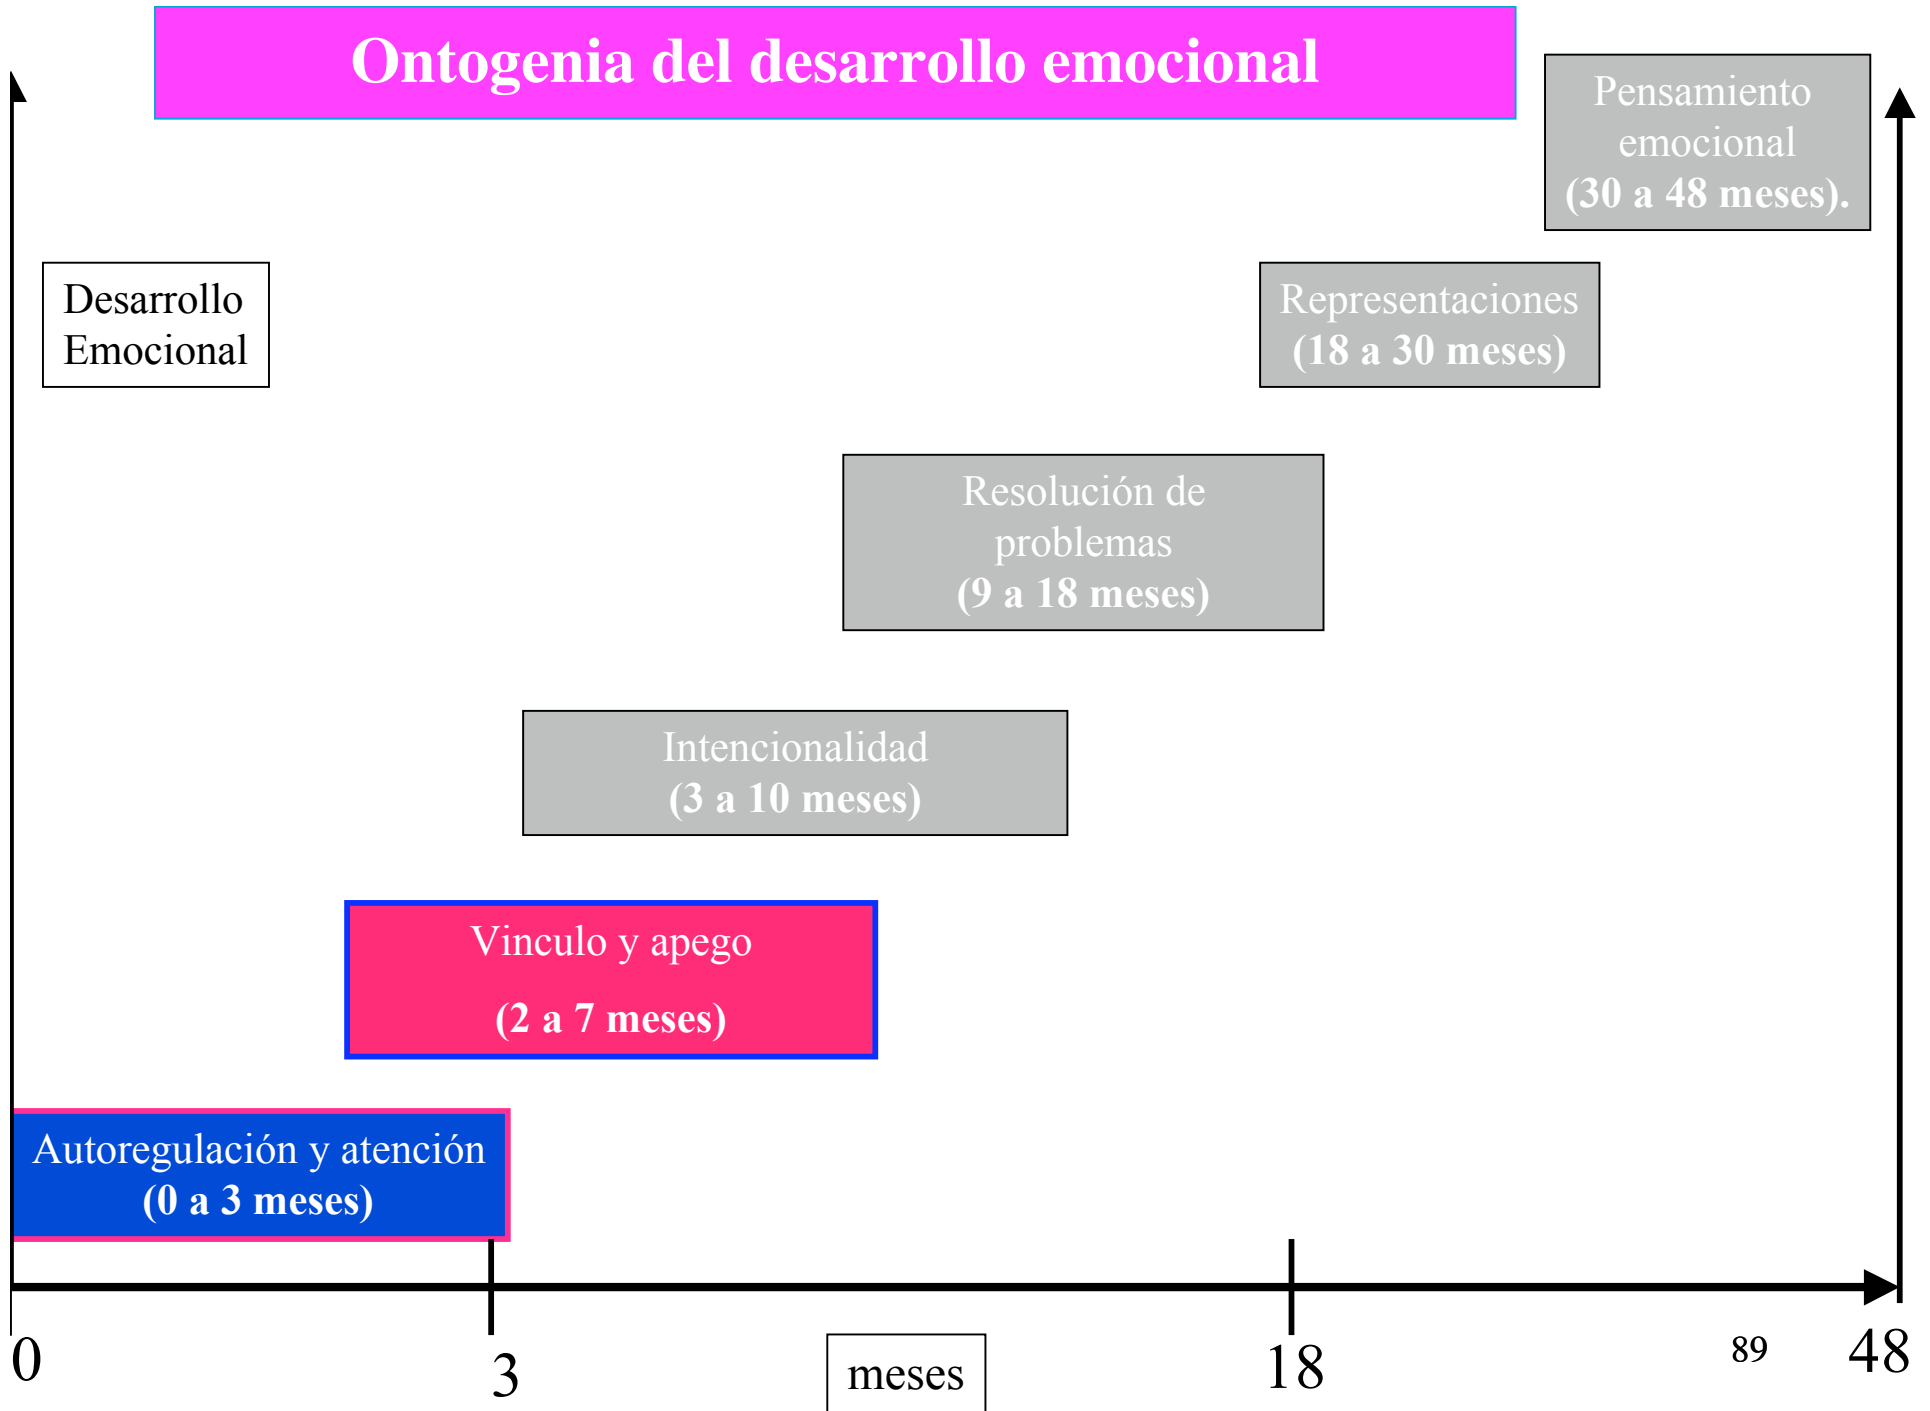 Ontogenia del desarrollo emocional
Pensamiento
emocional
(30 a 48 meses).
Desarrollo
Emocional
Representaciones
(18 a 30 meses)
Resolución de
problemas
(9 a 18 meses)
Intencionalidad
(3 a 10 meses)
Vinculo y apego
(2 a 7 meses)
Autoregulación y atención
(0 a 3 meses)
0
3
meses
18
89
48